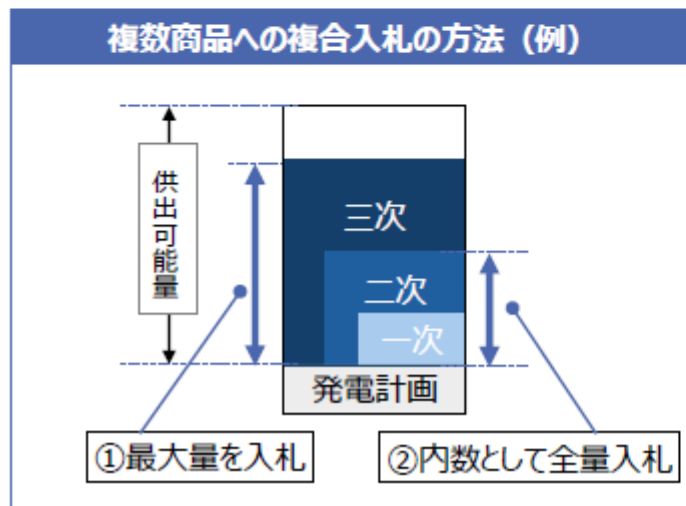 複数商品への複合入札の方法（例）
供出可能量
三次
二次
一次
発電計画
①最大量を入札
②内数として全量入札